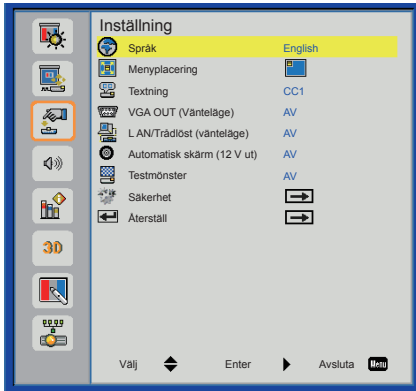 Inställning
Språk English
Menyplacering
Textning CC1
VGA OUT (Vänteläge) AV
L AN/Trådlöst (vänteläge) AV
Automatisk skärm (12 V ut) AV
Testmönster AV
Säkerhet
Återställ
3D
Välj Enter Avsluta Menu